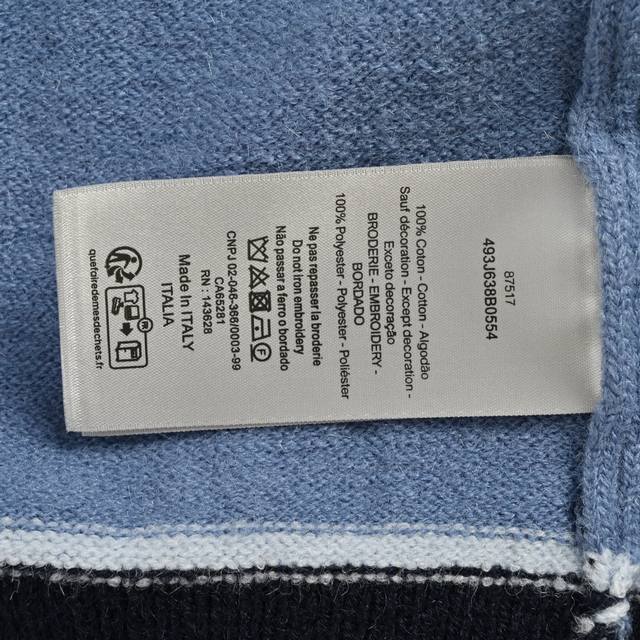 87517
493J638B0554
100% Coton - Cotton - Algodão
Sauf décoration - Except decoration -
Exceto decoração
BRODERIE - EMBROIDERY -
BORDADO
100% Polyester - Polyester - Poliéster
Ne pas repasser la broderie
Do not iron embroidery
Não passar a ferro o bordado
CNPJ 02-046-366/0003-99
CA65281
RN : 143628
Made in ITALY
ITALIA
quefairedemesdechets.fr